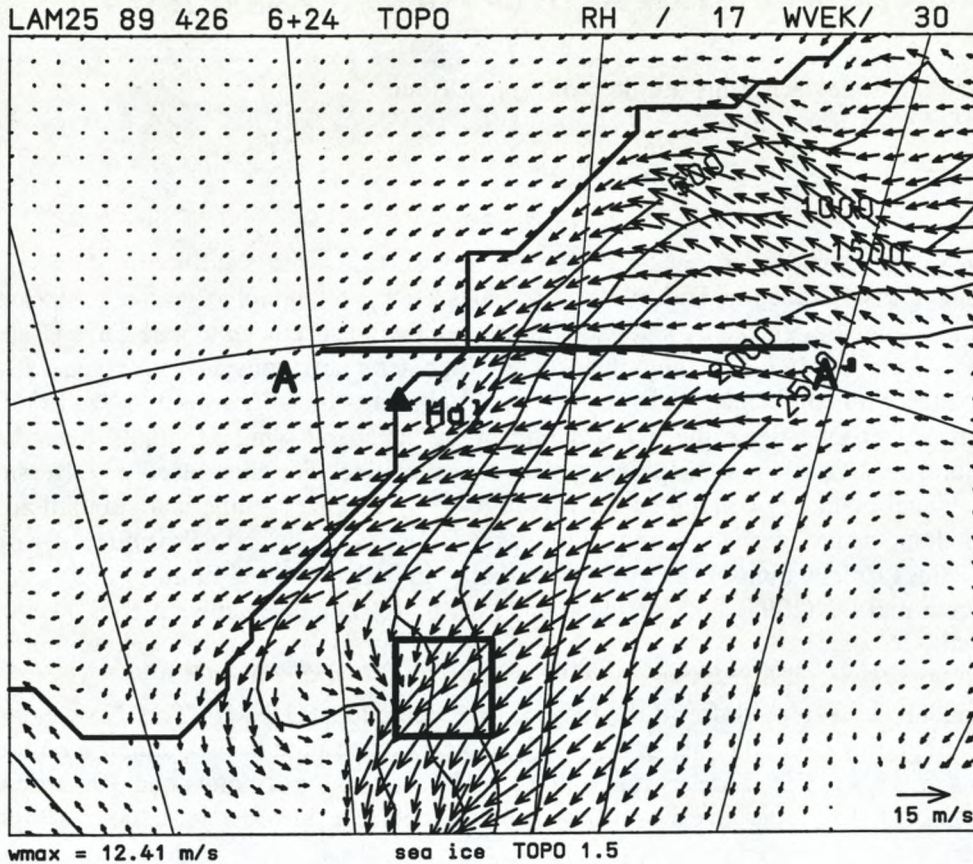 LAM25 89 426 6+24 TOPO RH / 17 WVEK/ 30
500
1000
1500
2000
2500
A A'
Hal
15 m/s
wmax = 12.41 m/s sea ice TOPO 1.5